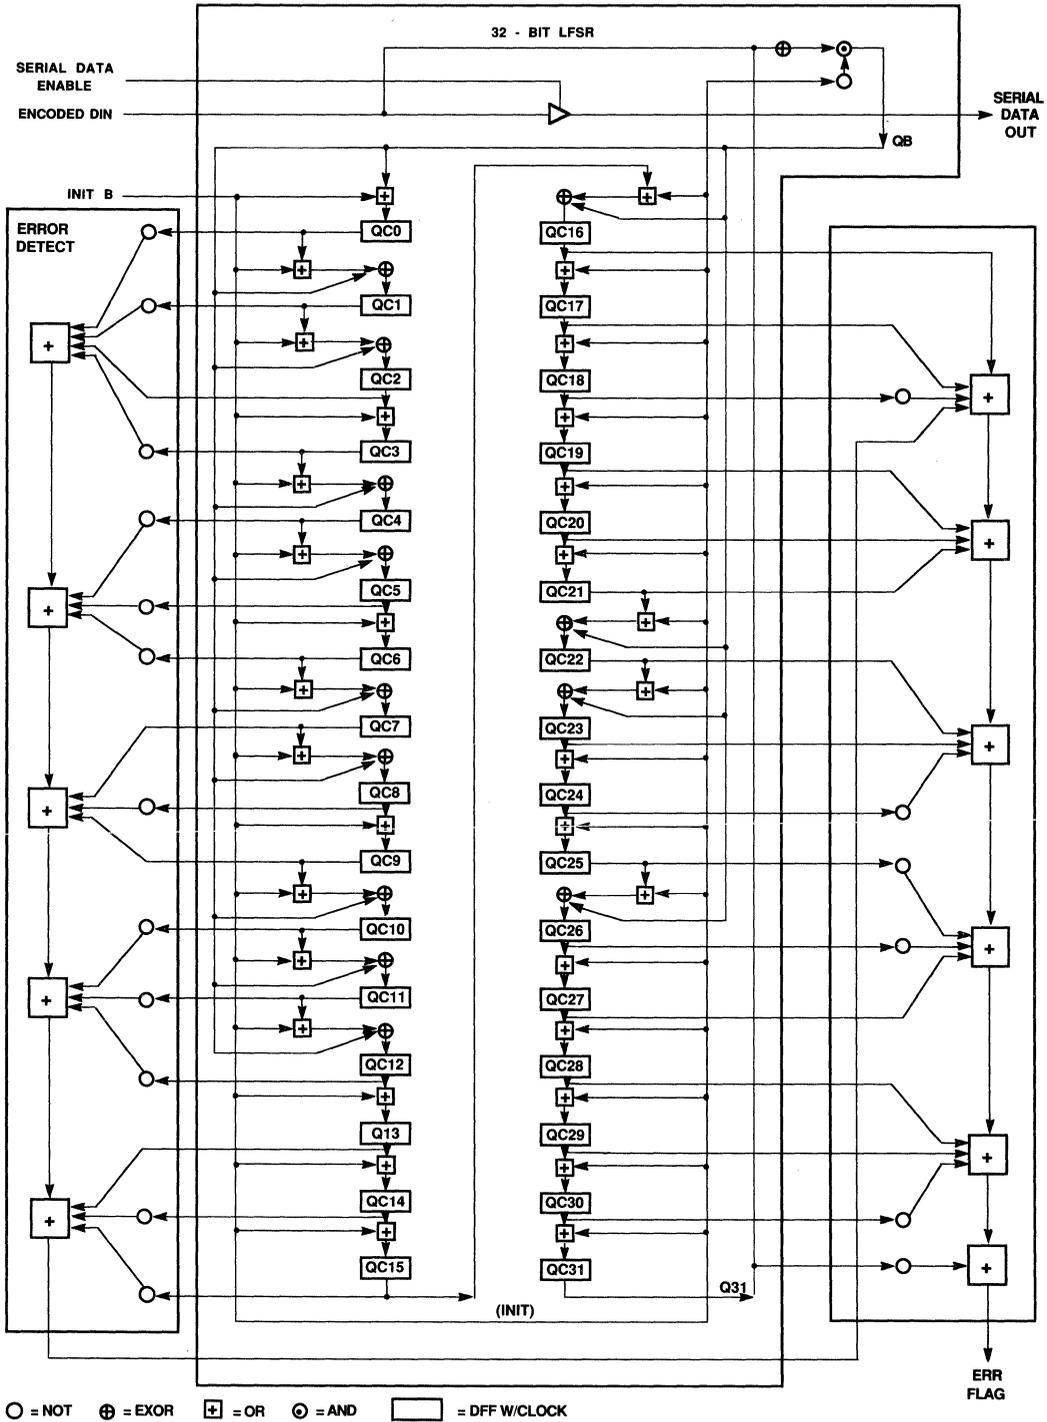 32 - BIT LFSR
SERIAL DATA
ENABLE
ENCODED DIN
SERIAL
DATA
OUT
QB
INIT B
ERROR
DETECT
QC0
QC1
QC2
QC3
QC4
QC5
QC6
QC7
QC8
QC9
QC10
QC11
QC12
Q13
QC14
QC15
QC16
QC17
QC18
QC19
QC20
QC21
QC22
QC23
QC24
QC25
QC26
QC27
QC28
QC29
QC30
QC31
Q31
(INIT)
ERR
FLAG
= NOT = EXOR = OR = AND = DFF W/CLOCK